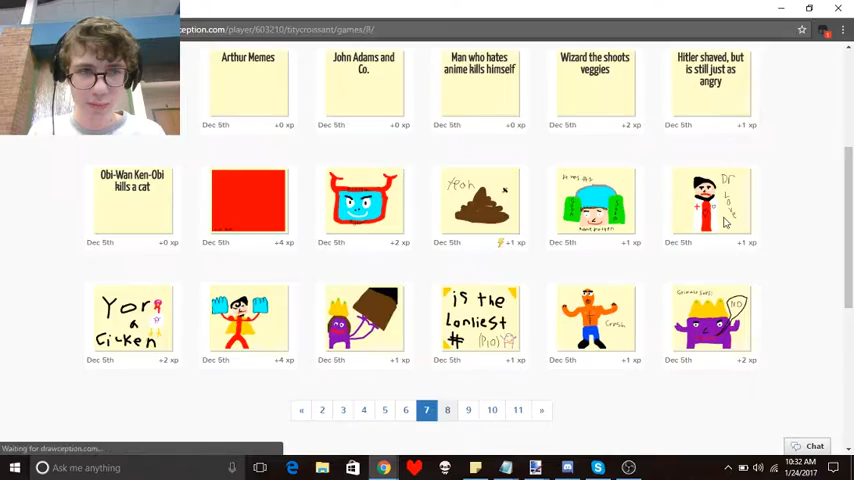 ception.com/player/603210/titycroissant/games/
Arthur Memes
John Adams and
Co.
Man who hates
anime kills himself
Wizard the shoots
veggies
Hitler shaved, but
is still just as
angry
Dec 5th +0 xp
Dec 5th +0 xp
Dec 5th +0 xp
Dec 5th +2 xp
Dec 5th +1 xp
Obi-Wan Ken-Obi
kills a cat
Yeah
Dr
Love
Dec 5th +0 xp
Dec 5th +4 xp
Dec 5th +2 xp
Dec 5th +1 xp
Dec 5th +1 xp
Dec 5th +1 xp
Yor
a
Cicken
is the
Lonliest
#
(PIO)
Crash
NO
Dec 5th +2 xp
Dec 5th +4 xp
Dec 5th +1 xp
Dec 5th +1 xp
Dec 5th +1 xp
Dec 5th +2 xp
« 2 3 4 5 6 7 8 9 10 11 »
Waiting for drawception.com...
Chat
Ask me anything
10:32 AM
1/24/2017